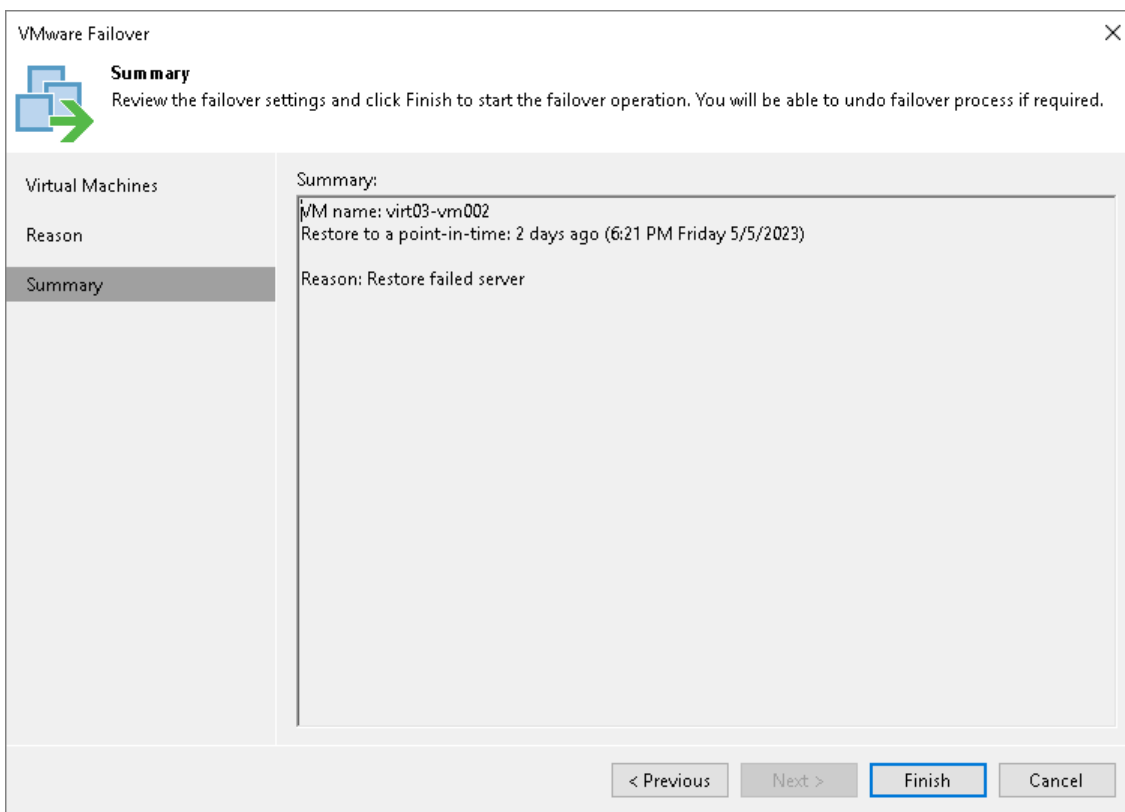 VMware Failover
Summary
Review the failover settings and click Finish to start the failover operation. You will be able to undo failover process if required.
Virtual Machines
Reason
Summary
Summary:
VM name: virt03-vm002
Restore to a point-in-time: 2 days ago (6:21 PM Friday 5/5/2023)
Reason: Restore failed server
< Previous
Next >
Finish
Cancel